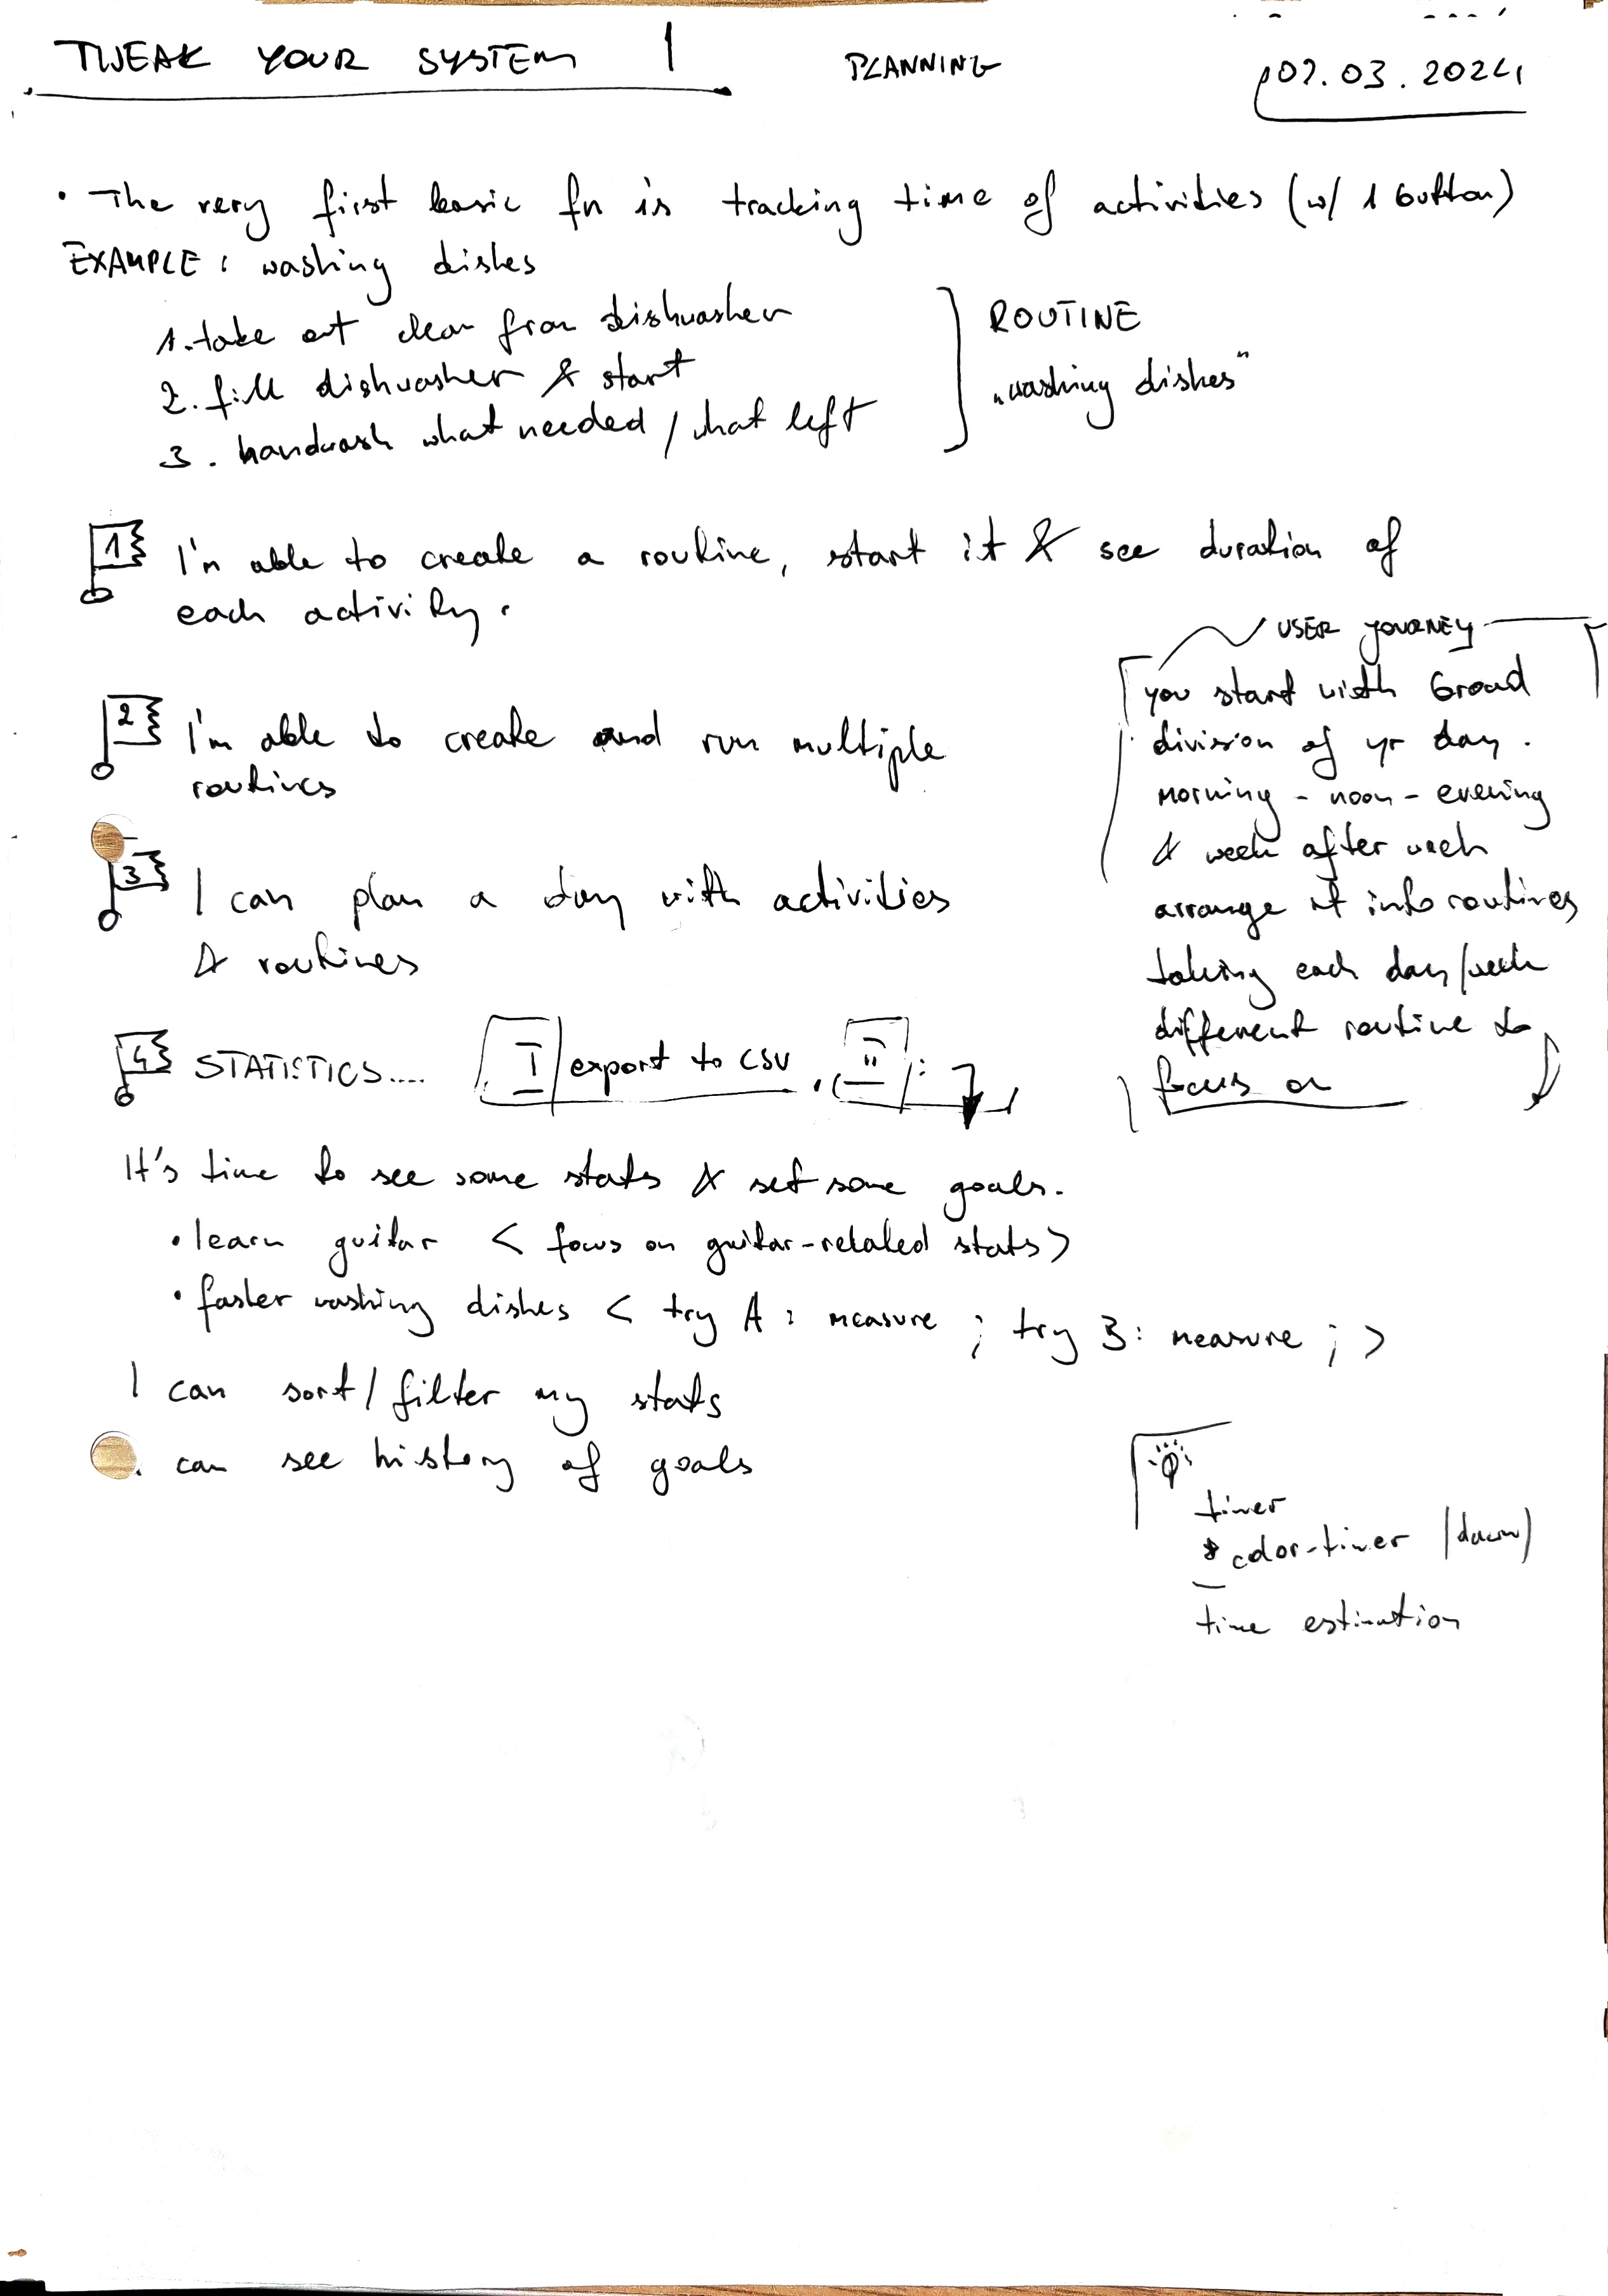 TWEAK YOUR SYSTEM | PLANNING 02.03.2024
• The very first basic fn is tracking time of activities (w/ 1 button)
EXAMPLE: washing dishes
1. take out clean from dishwasher
2. fill dishwasher & start
3. handwash what needed / what left
ROUTINE
„washing dishes"
1 I'm able to create a routine, start it & see duration of
each activity.
2 I'm able to create and run multiple
routines
3 I can plan a day with activities
& routines
USER JOURNEY
you start with broad
division of yr day.
morning - noon - evening
& week after week
arrange it into routines
taking each day/week
different routine to
focus on
4 STATISTICS.... I export to CSV, II:
It's time to see some stats & set some goals.
• learn guitar < focus on guitar-related stats >
• faster washing dishes < try A: measure ; try B: measure ; >
I can sort / filter my stats
can see history of goals
timer
* color-timer (down)
time estimation